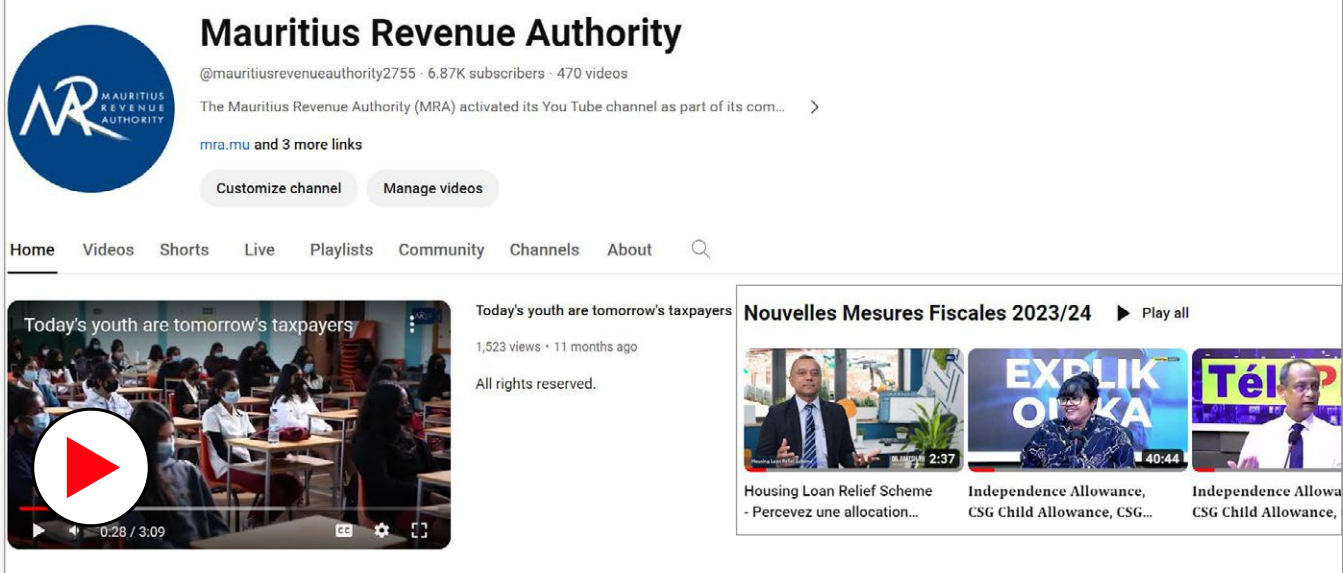 Mauritius Revenue Authority
MAURITIUS
REVENUE
AUTHORITY
@mauritiusrevenueauthority2755 · 6.87K subscribers · 470 videos
The Mauritius Revenue Authority (MRA) activated its You Tube channel as part of its com...
mra.mu and 3 more links
Customize channel Manage videos
Home Videos Shorts Live Playlists Community Channels About
Today's youth are tomorrow's taxpayers
0:28 / 3:09
CC
Today's youth are tomorrow's taxpayers
1,523 views • 11 months ago
All rights reserved.
Nouvelles Mesures Fiscales 2023/24 Play all
2:37
EXPLIK
OU KA
40:44
Tél P
Housing Loan Relief Scheme
- Percevez une allocation...
Independence Allowance,
CSG Child Allowance, CSG...
Independence Allowa
CSG Child Allowance,